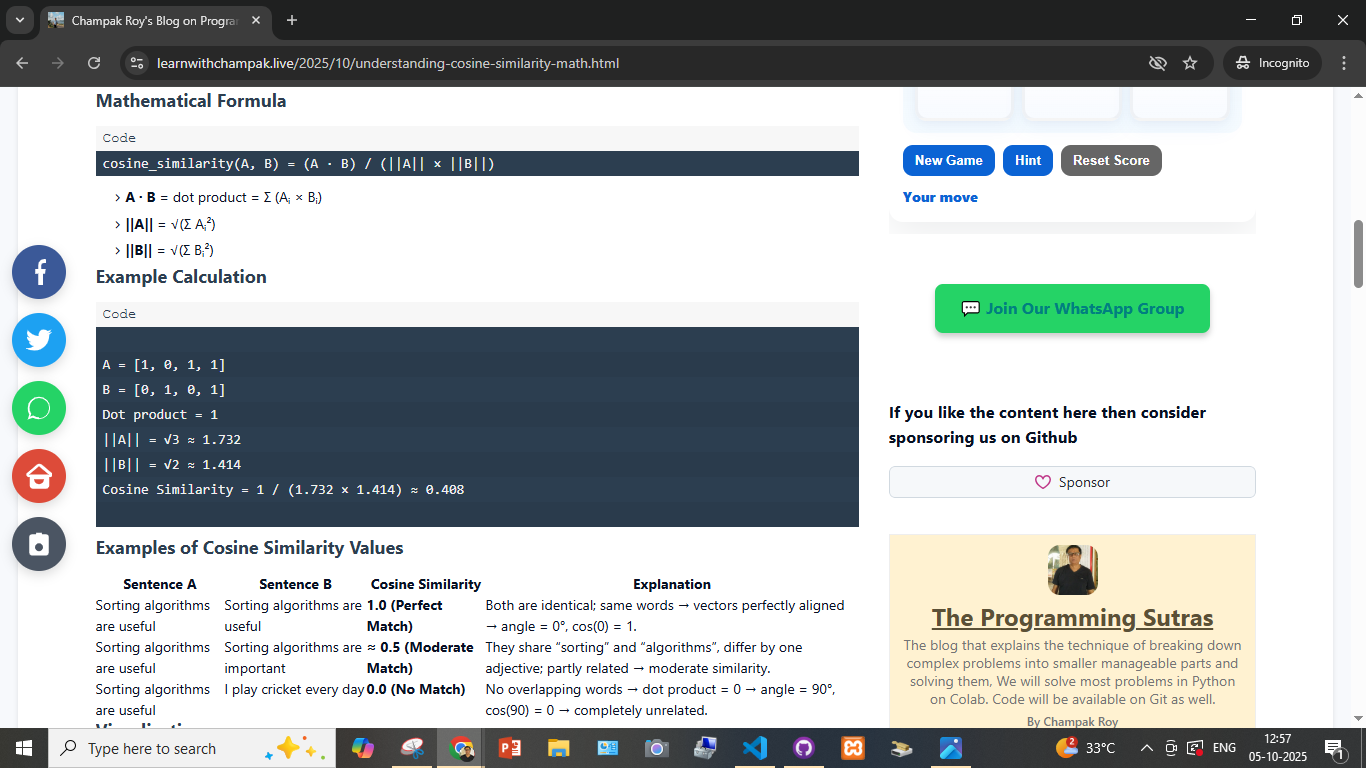 Champak Roy's Blog on Progra
learnwithchampak.live/2025/10/understanding-cosine-similarity-math.html
Incognito
Mathematical Formula
Code
cosine_similarity(A, B) = (A · B) / (||A|| × ||B||)
› A · B = dot product = Σ (Aᵢ × Bᵢ)
› ||A|| = √(Σ Aᵢ²)
› ||B|| = √(Σ Bᵢ²)
Example Calculation
Code
A = [1, 0, 1, 1]
B = [0, 1, 0, 1]
Dot product = 1
||A|| = √3 ≈ 1.732
||B|| = √2 ≈ 1.414
Cosine Similarity = 1 / (1.732 × 1.414) ≈ 0.408
Examples of Cosine Similarity Values
Sentence A Sentence B Cosine Similarity Explanation
Sorting algorithms Sorting algorithms are 1.0 (Perfect Both are identical; same words → vectors perfectly aligned
are useful useful Match) → angle = 0°, cos(0) = 1.
Sorting algorithms Sorting algorithms are ≈ 0.5 (Moderate They share “sorting” and “algorithms”, differ by one
are useful important Match) adjective; partly related → moderate similarity.
Sorting algorithms I play cricket every day 0.0 (No Match) No overlapping words → dot product = 0 → angle = 90°,
are useful cos(90) = 0 → completely unrelated.
New Game Hint Reset Score
Your move
Join Our WhatsApp Group
If you like the content here then consider
sponsoring us on Github
Sponsor
The Programming Sutras
The blog that explains the technique of breaking down
complex problems into smaller manageable parts and
solving them, We will solve most problems in Python
on Colab. Code will be available on Git as well.
By Champak Roy
Type here to search
2
33°C
ENG
12:57
05-10-2025
1